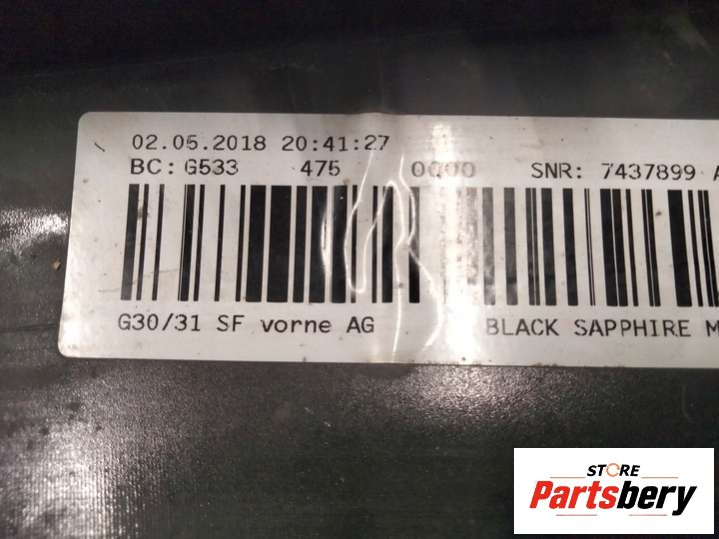 02.05.2018 20:41:27
BC: G533 475 0000 SNR: 7437899 A
G30/31 SF vorne AG BLACK SAPPHIRE M
STORE
Partsbery